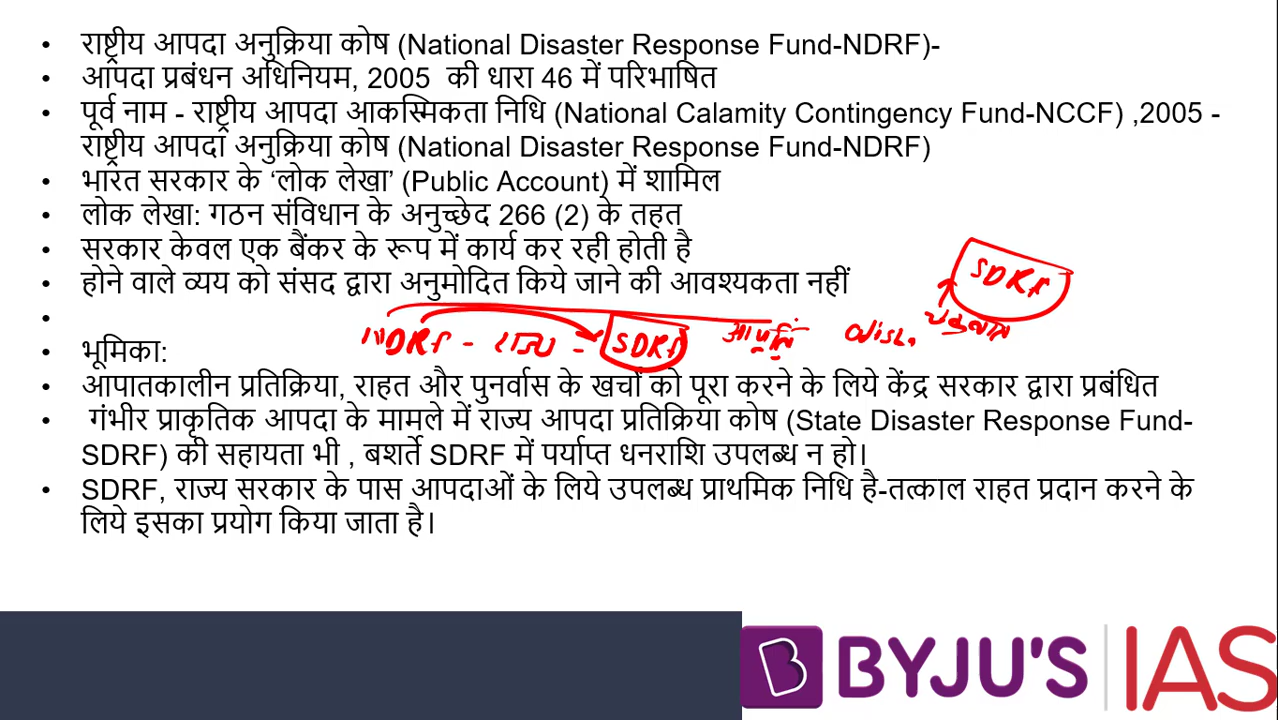 • राष्ट्रीय आपदा अनुक्रिया कोष (National Disaster Response Fund-NDRF)-
• आपदा प्रबंधन अधिनियम, 2005 की धारा 46 में परिभाषित
• पूर्व नाम - राष्ट्रीय आपदा आकस्मिकता निधि (National Calamity Contingency Fund-NCCF) ,2005 -
राष्ट्रीय आपदा अनुक्रिया कोष (National Disaster Response Fund-NDRF)
• भारत सरकार के ‘लोक लेखा’ (Public Account) में शामिल
• लोक लेखा: गठन संविधान के अनुच्छेद 266 (2) के तहत
• सरकार केवल एक बैंकर के रूप में कार्य कर रही होती है
SDRF
• होने वाले व्यय को संसद द्वारा अनुमोदित किये जाने की आवश्यकता नहीं
•
NDRF - राज्य - SDRF
• भूमिका:
• आपातकालीन प्रतिक्रिया, राहत और पुनर्वास के खर्चों को पूरा करने के लिये केंद्र सरकार द्वारा प्रबंधित
• गंभीर प्राकृतिक आपदा के मामले में राज्य आपदा प्रतिक्रिया कोष (State Disaster Response Fund-
SDRF) की सहायता भी , बशर्ते SDRF में पर्याप्त धनराशि उपलब्ध न हो।
• SDRF, राज्य सरकार के पास आपदाओं के लिये उपलब्ध प्राथमिक निधि है-तत्काल राहत प्रदान करने के
लिये इसका प्रयोग किया जाता है।
BYJU'S IAS